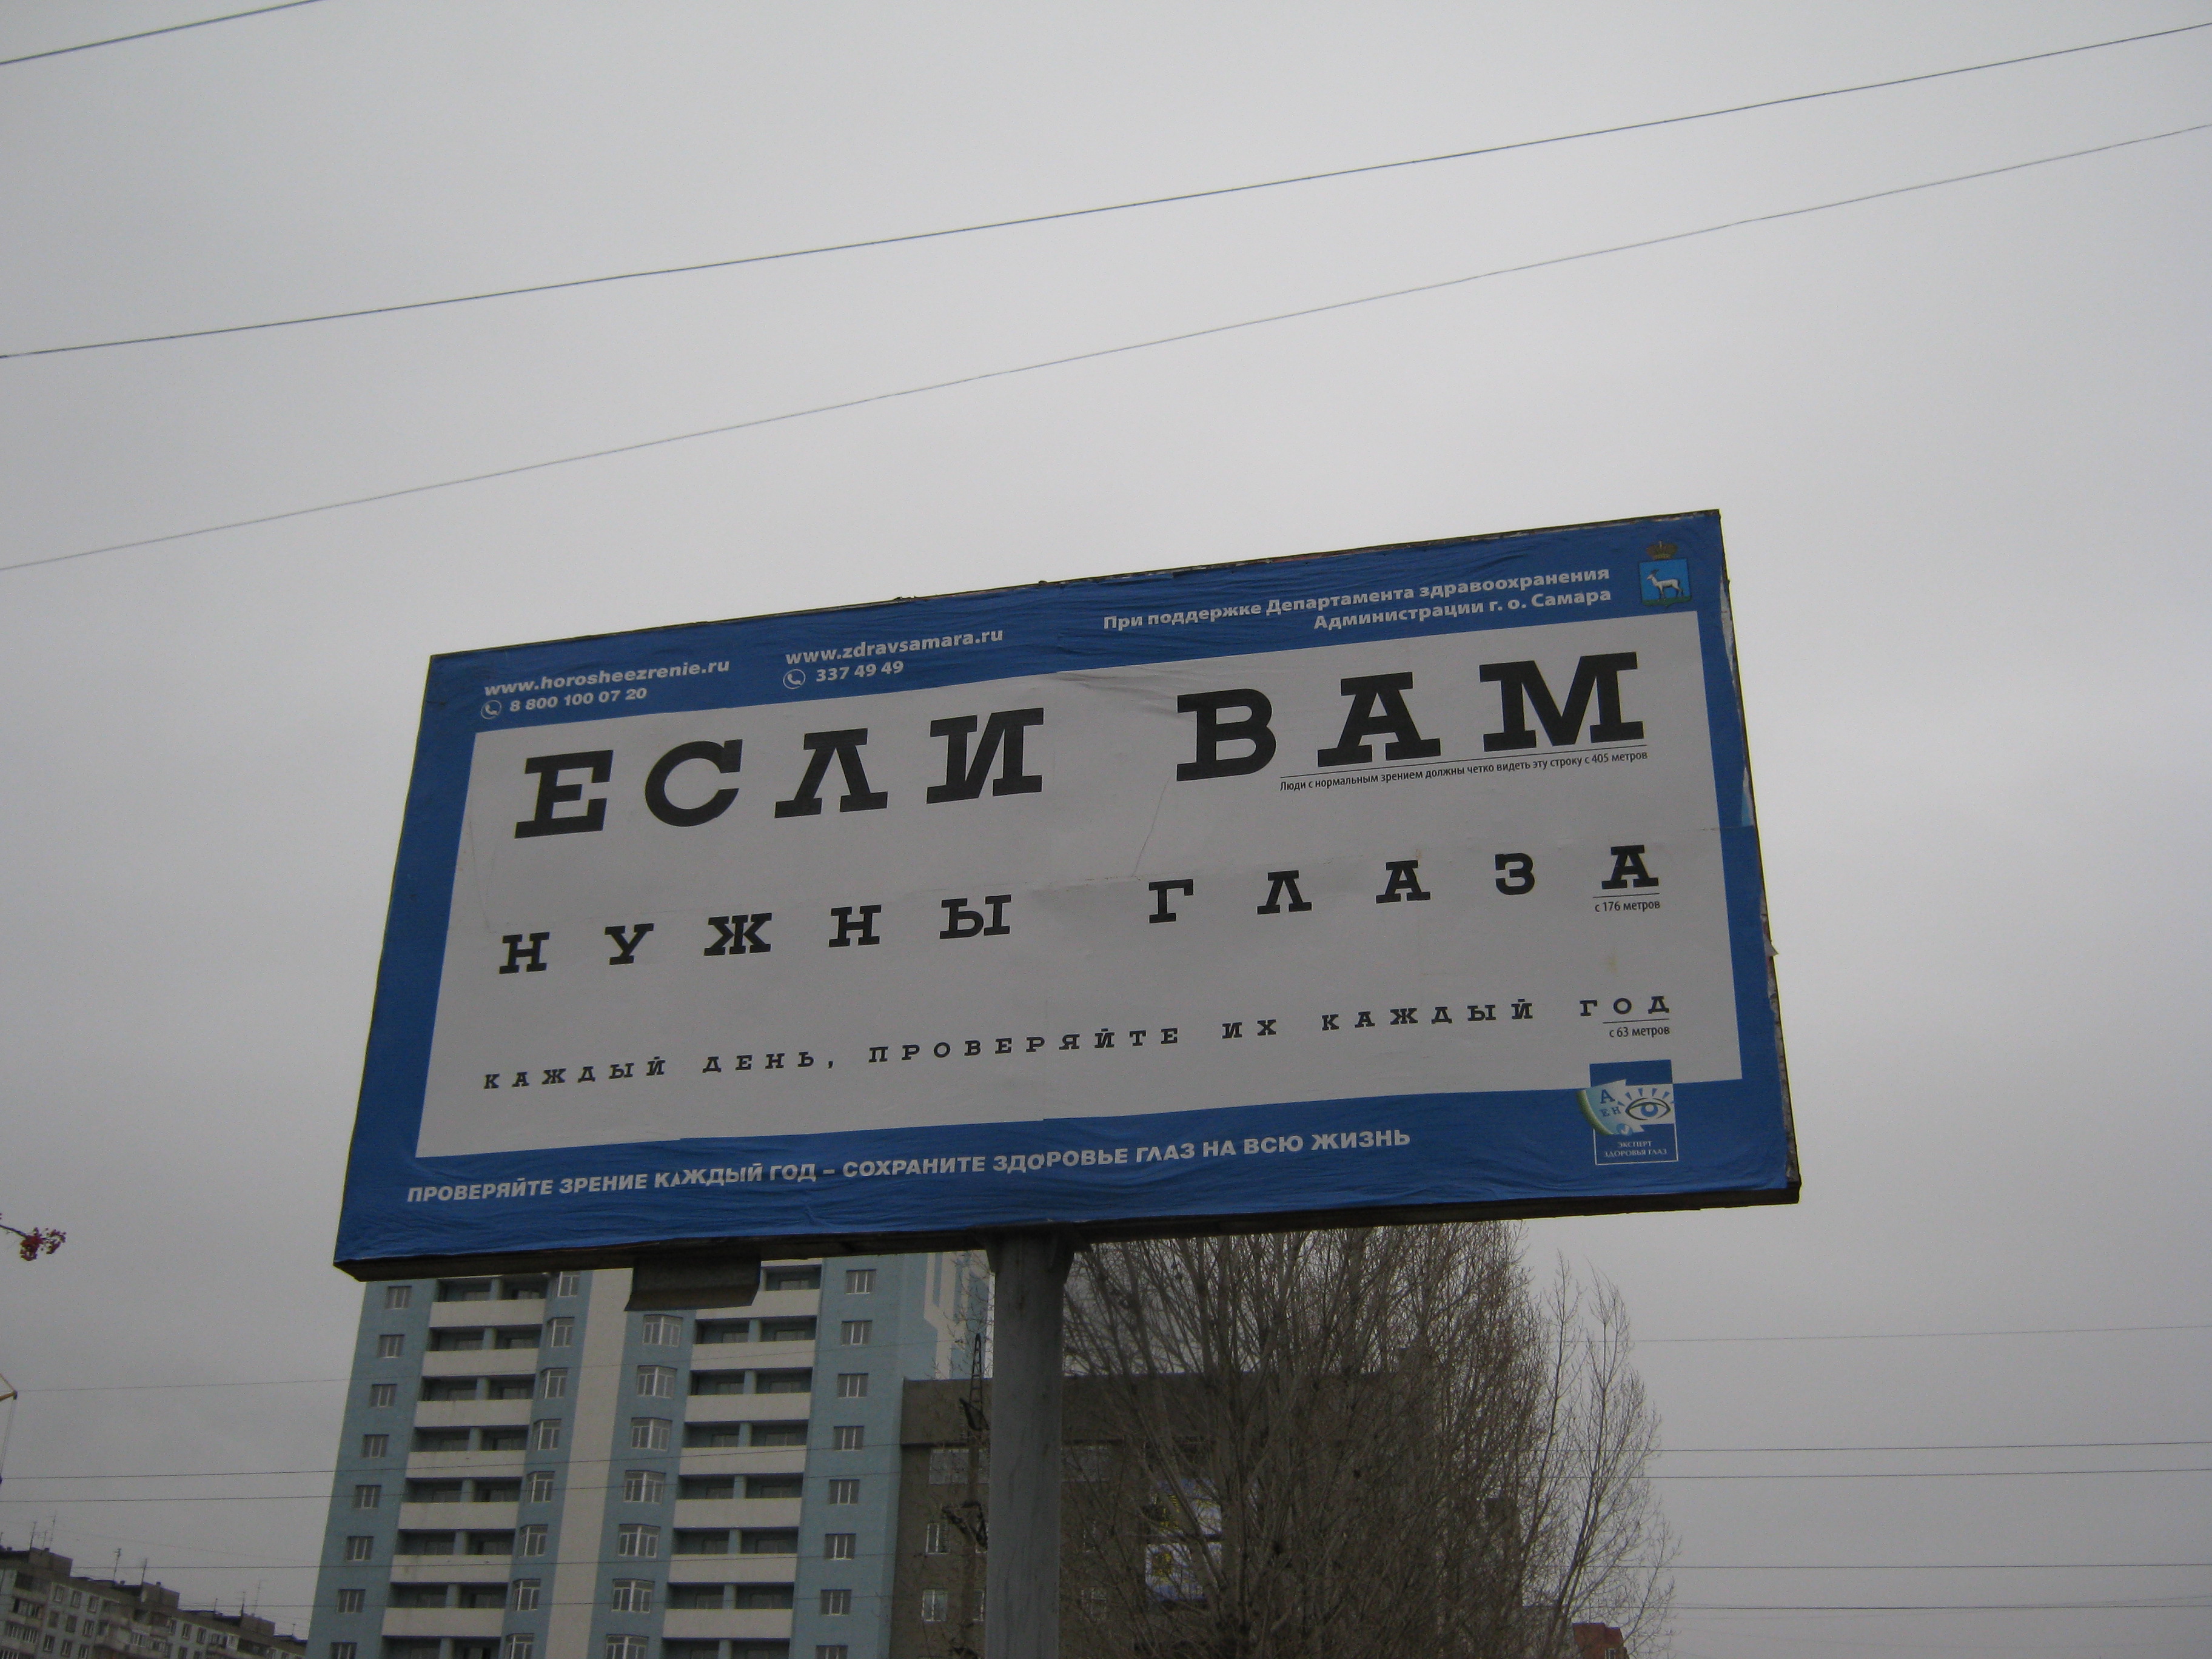 www.horosheezrenie.ru
8 800 100 07 20
www.zdravsamara.ru
337 49 49
При поддержке Департамента здравоохранения
Администрации г. о. Самара
ЕСЛИ ВАМ
Люди с нормальным зрением должны четко видеть эту строку с 405 метров
НУЖНЫ ГЛАЗА
с 176 метров
КАЖДЫЙ ДЕНЬ, ПРОВЕРЯЙТЕ ИХ КАЖДЫЙ ГОД
с 63 метров
А
ЕН
ЭКСПЕРТ
ЗДОРОВЬЯ ГЛАЗ
ПРОВЕРЯЙТЕ ЗРЕНИЕ КАЖДЫЙ ГОД – СОХРАНИТЕ ЗДОРОВЬЕ ГЛАЗ НА ВСЮ ЖИЗНЬ